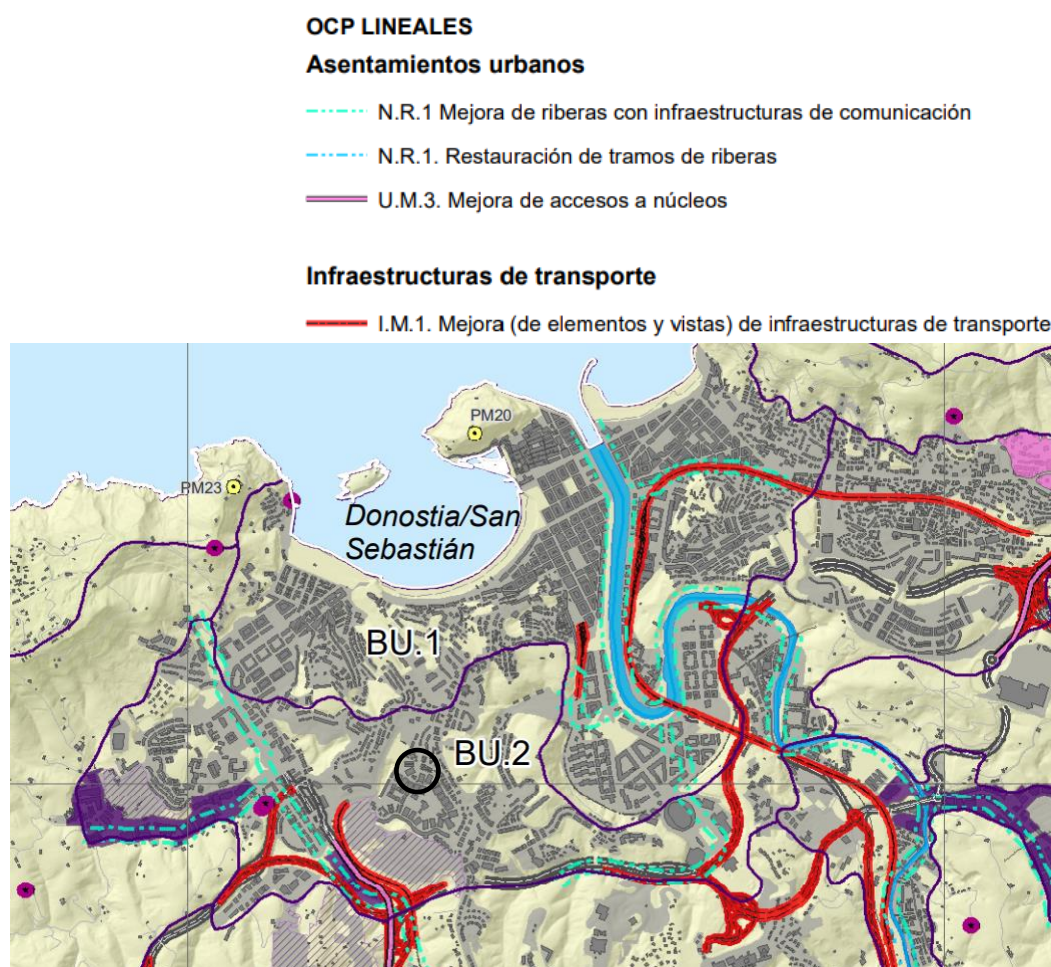 OCP LINEALES
Asentamientos urbanos
N.R.1 Mejora de riberas con infraestructuras de comunicación
N.R.1. Restauración de tramos de riberas
U.M.3. Mejora de accesos a núcleos
Infraestructuras de transporte
I.M.1. Mejora (de elementos y vistas) de infraestructuras de transporte
PM20
PM23
Donostia/San
Sebastián
BU.1
BU.2